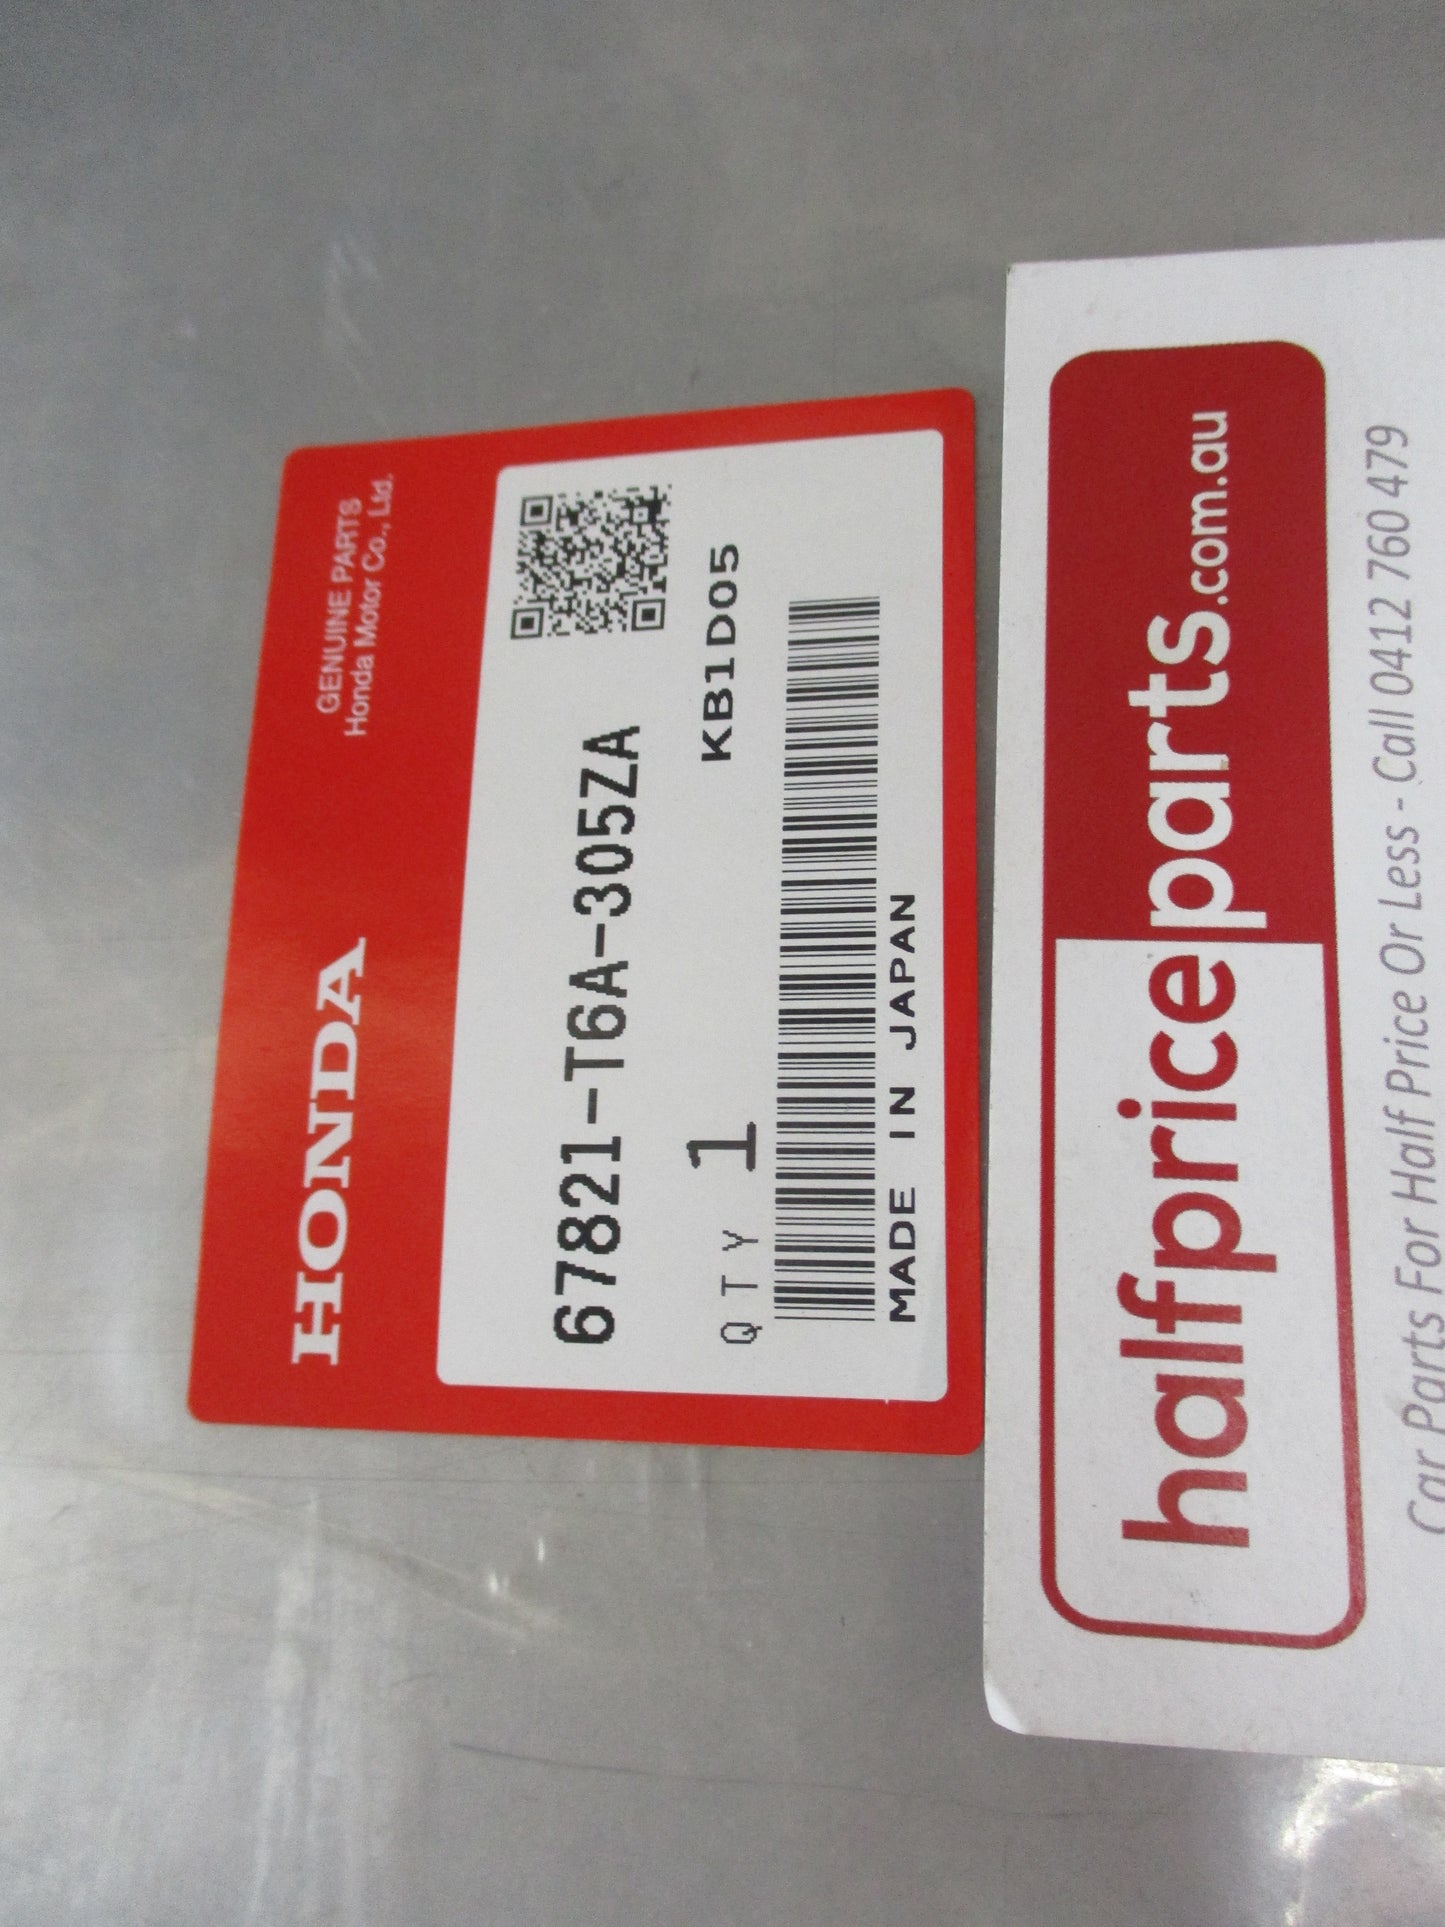 HONDA
GENUINE PARTS
Honda Motor Co., Ltd.
67821-T6A-305ZA
QTY 1
KB1D05
MADE IN JAPAN
halfpriceparts.com.au
Car Parts For Half Price Or Less - Call 0412 760 479